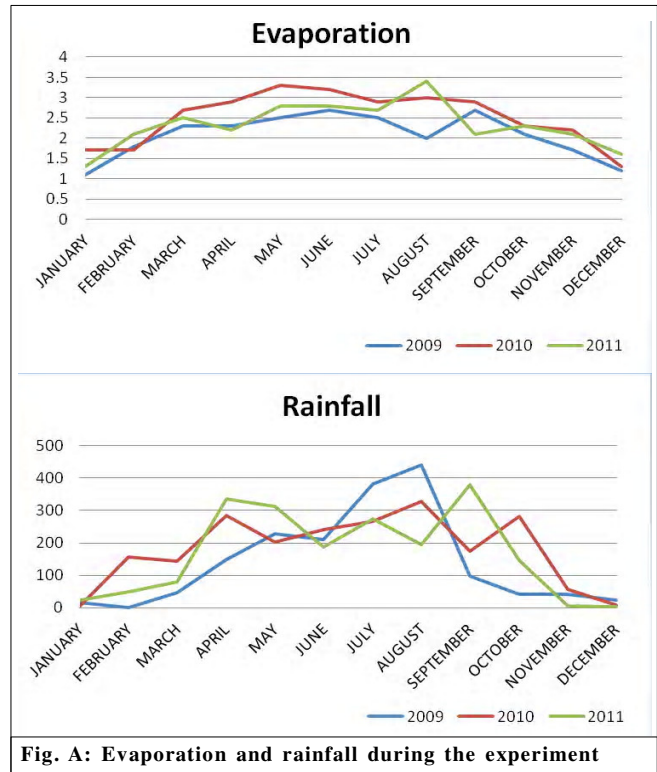 Evaporation
4
3.5
3
2.5
2
1.5
1
0.5
0
JANUARY FEBRUARY MARCH APRIL MAY JUNE JULY AUGUST SEPTEMBER OCTOBER NOVEMBER DECEMBER
2009 2010 2011
Rainfall
500
400
300
200
100
0
JANUARY FEBRUARY MARCH APRIL MAY JUNE JULY AUGUST SEPTEMBER OCTOBER NOVEMBER DECEMBER
2009 2010 2011
Fig. A: Evaporation and rainfall during the experiment